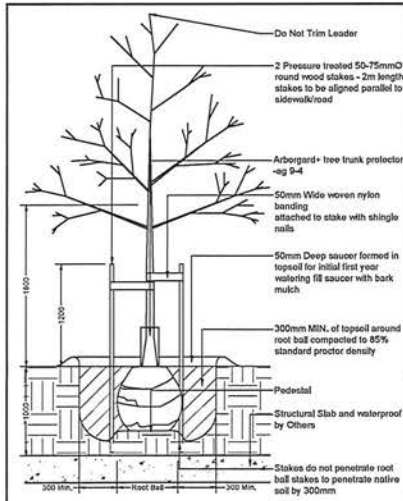 Do Not Trim Leader
2 Pressure treated 50-75mmO
round wood stakes - 2m length
stakes to be aligned parallel to
sidewalk/road
Arborgard+ tree trunk protector
-ag 9-4
50mm Wide woven nylon
banding
attached to stake with shingle
nails
50mm Deep saucer formed in
topsoil for initial first year
watering fill saucer with bark
mulch
300mm MIN. of topsoil around
root ball compacted to 85%
standard proctor density
Pedestal
Structural Slab and waterproof
by Others
Stakes do not penetrate root
ball stakes to penetrate native
soil by 300mm
1800
1200
1000
300 Min.
Root Ball
300 Min.